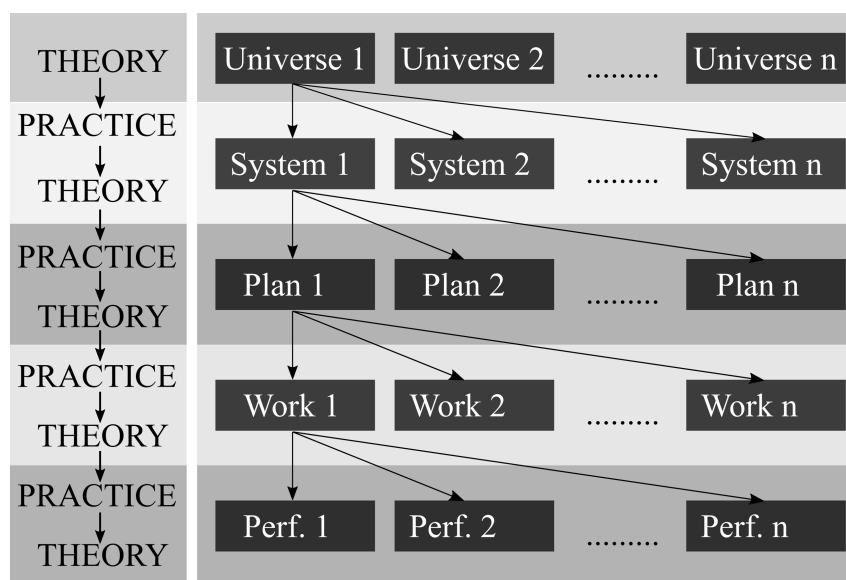 THEORY
PRACTICE
THEORY
PRACTICE
THEORY
PRACTICE
THEORY
PRACTICE
THEORY
Universe 1 Universe 2 ......... Universe n
System 1 System 2 ......... System n
Plan 1 Plan 2 ......... Plan n
Work 1 Work 2 ......... Work n
Perf. 1 Perf. 2 ......... Perf. n